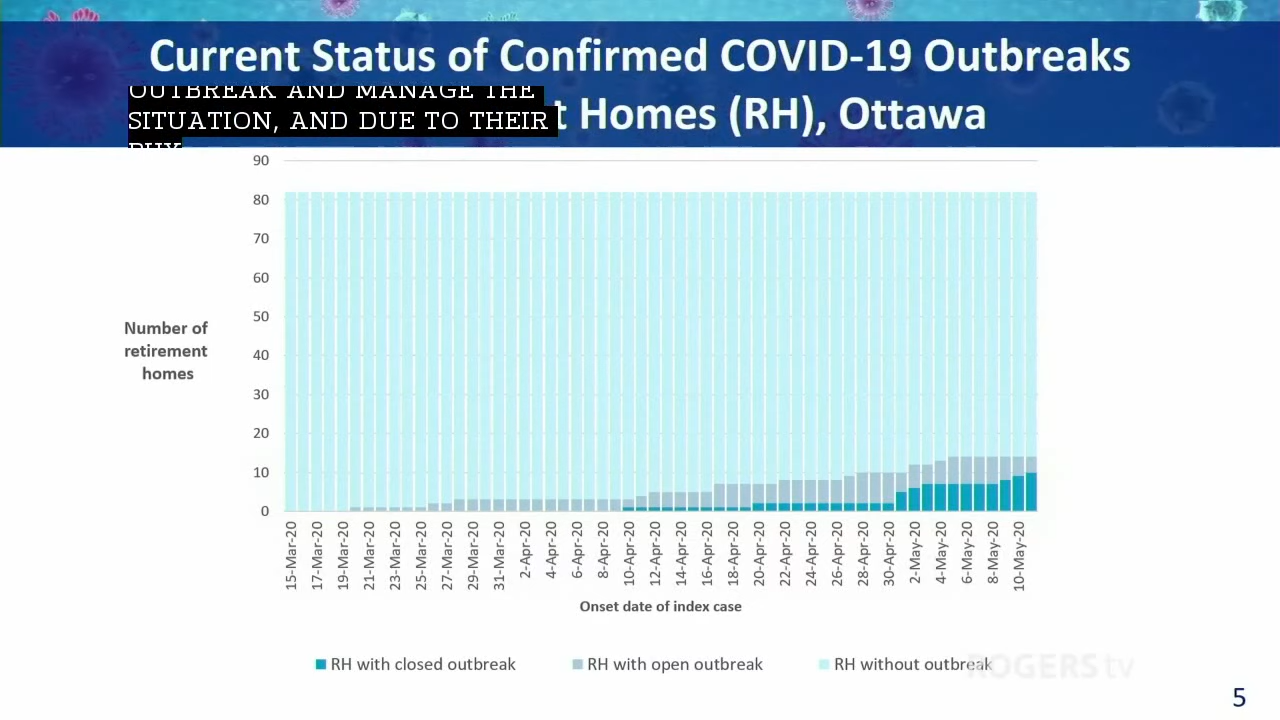 Current Status of Confirmed COVID-19 Outbreaks
t Homes (RH), Ottawa
OUTBREAK AND MANAGE THE
SITUATION, AND DUE TO THEIR
90
80
70
60
50
40
30
20
10
0
Number of
retirement
homes
15-Mar-20
17-Mar-20
19-Mar-20
21-Mar-20
23-Mar-20
25-Mar-20
27-Mar-20
29-Mar-20
31-Mar-20
2-Apr-20
4-Apr-20
6-Apr-20
8-Apr-20
10-Apr-20
12-Apr-20
14-Apr-20
16-Apr-20
18-Apr-20
20-Apr-20
22-Apr-20
24-Apr-20
26-Apr-20
28-Apr-20
30-Apr-20
2-May-20
4-May-20
6-May-20
8-May-20
10-May-20
Onset date of index case
RH with closed outbreak
RH with open outbreak
RH without outbreak
ROGERS tv
5